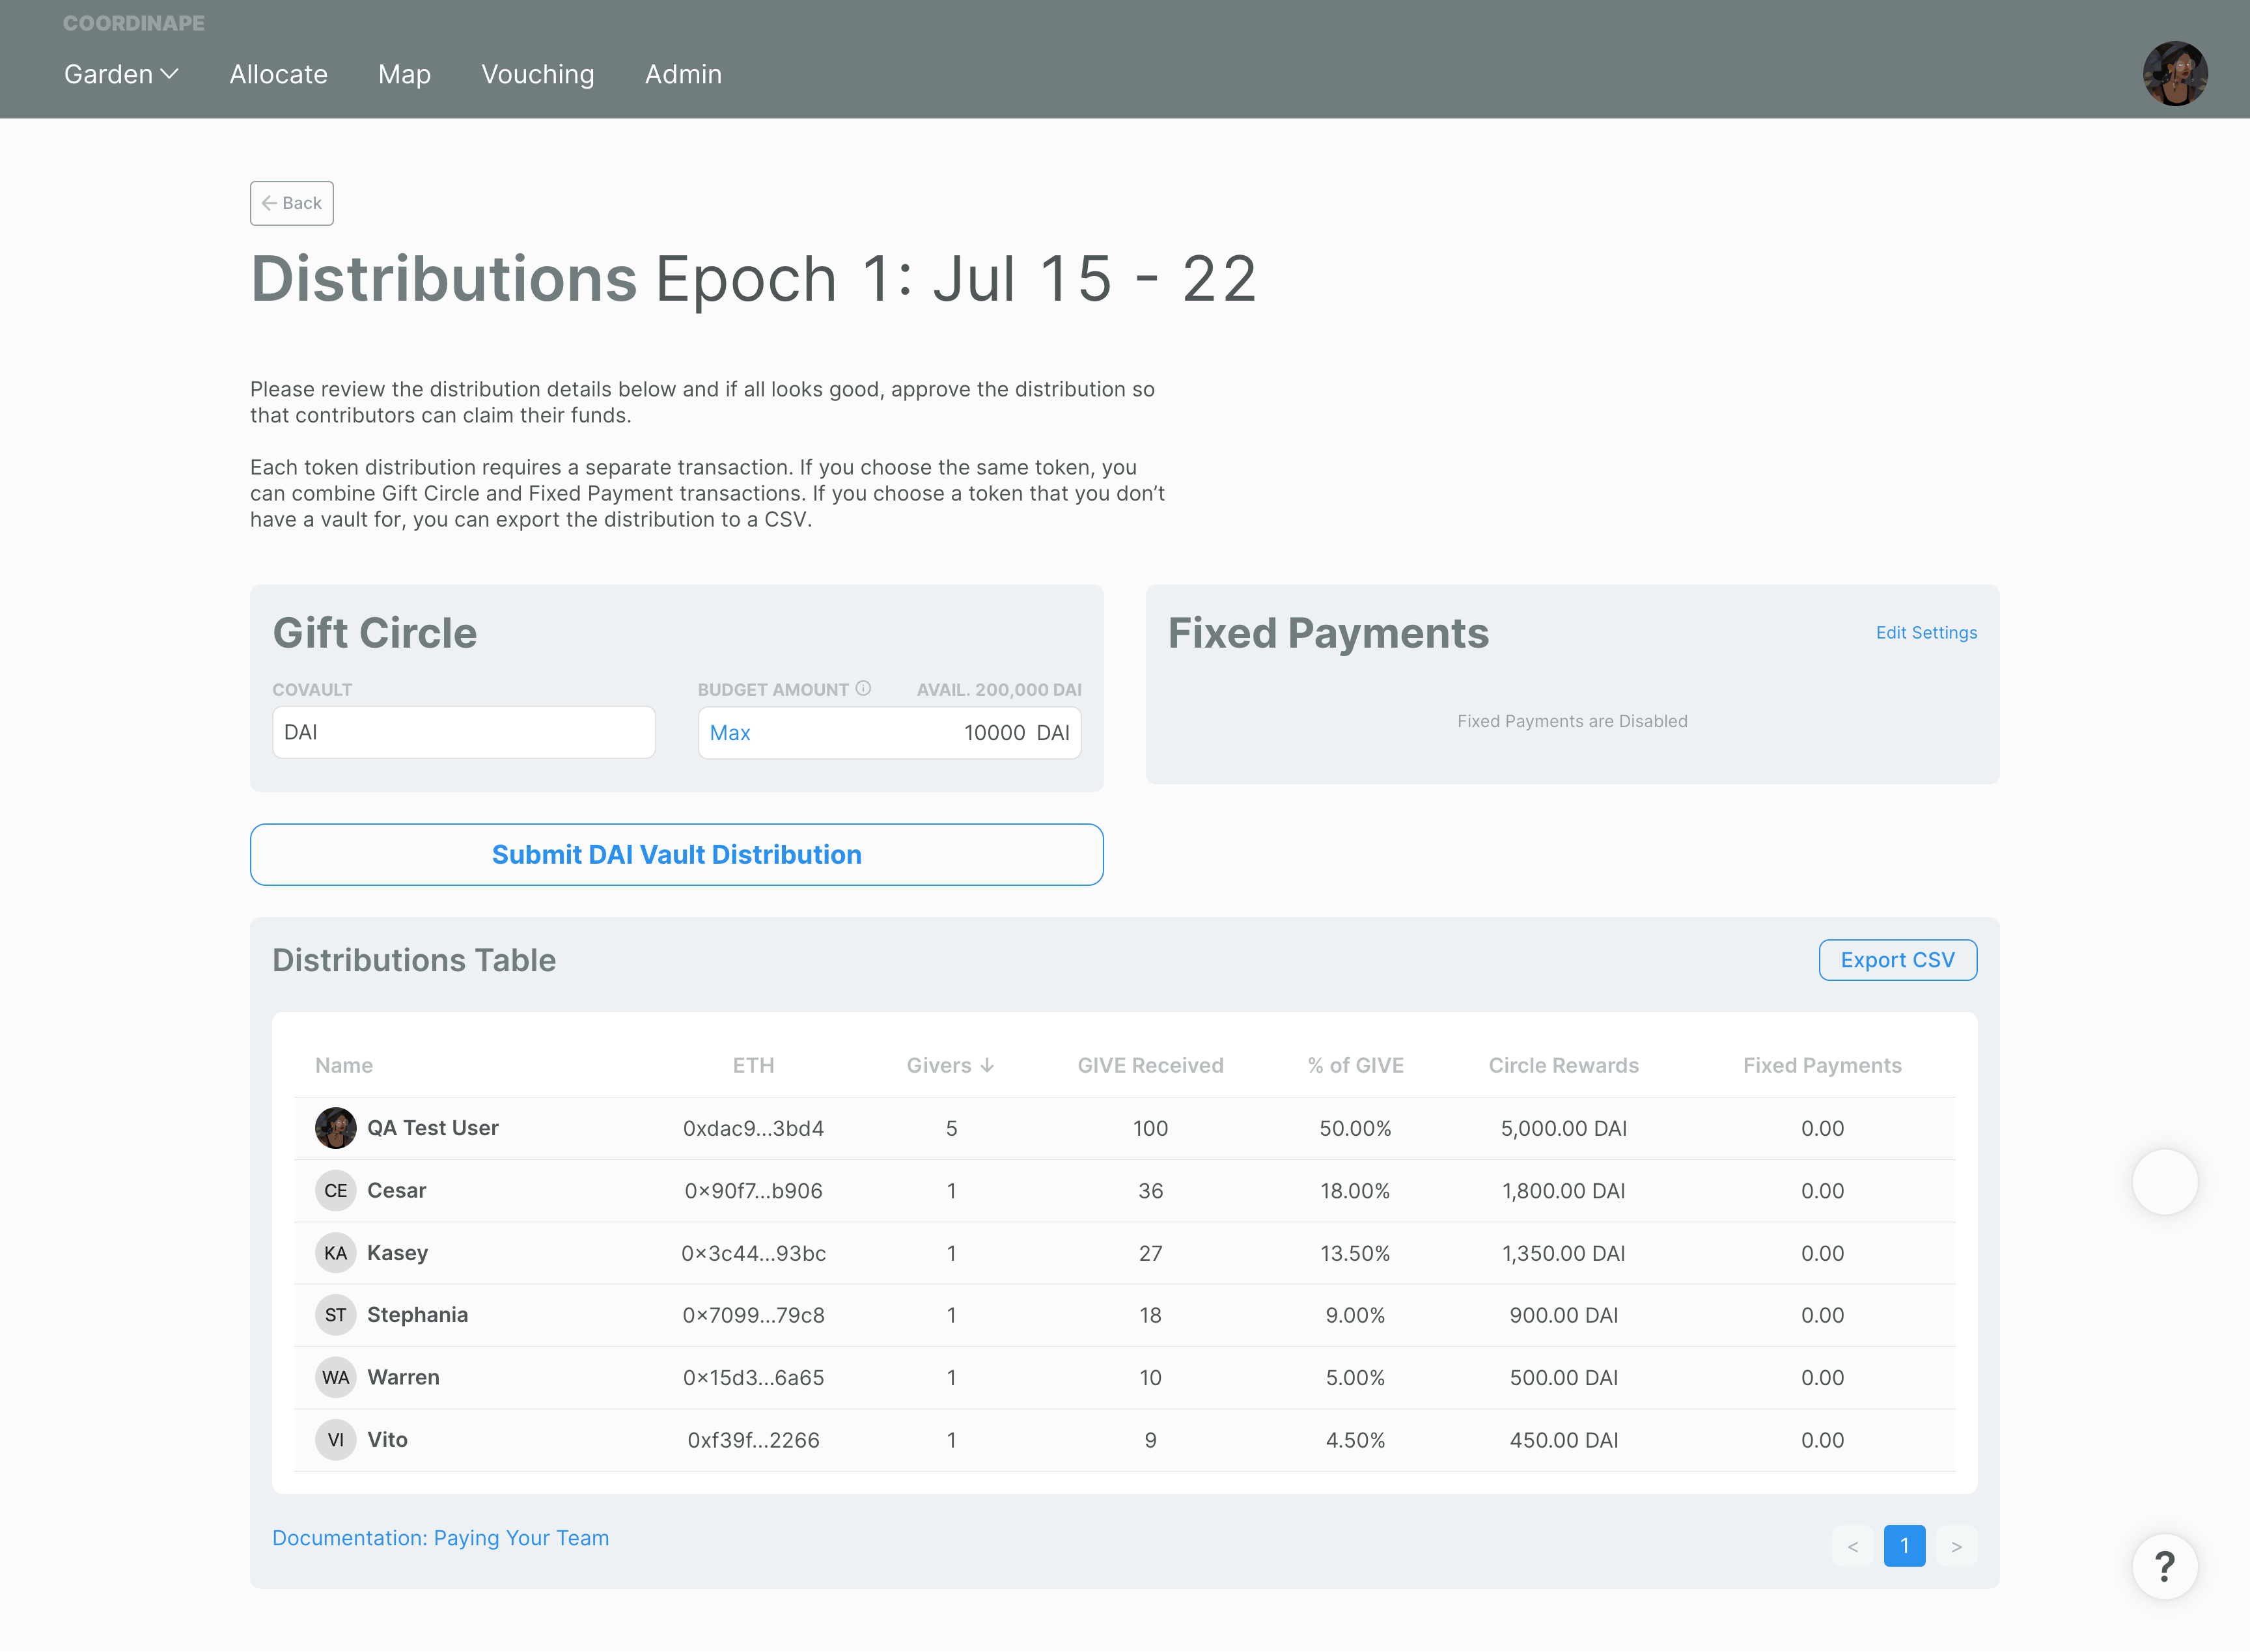 COORDINAPE
Garden Allocate Map Vouching Admin
Back
Distributions Epoch 1: Jul 15 - 22
Please review the distribution details below and if all looks good, approve the distribution so
that contributors can claim their funds.
Each token distribution requires a separate transaction. If you choose the same token, you
can combine Gift Circle and Fixed Payment transactions. If you choose a token that you don’t
have a vault for, you can export the distribution to a CSV.
Gift Circle
COVAULT BUDGET AMOUNT AVAIL. 200,000 DAI
DAI Max 10000 DAI
Fixed Payments Edit Settings
Fixed Payments are Disabled
Submit DAI Vault Distribution
Distributions Table Export CSV
Name ETH Givers ↓ GIVE Received % of GIVE Circle Rewards Fixed Payments
QA Test User 0xdac9...3bd4 5 100 50.00% 5,000.00 DAI 0.00
CE Cesar 0x90f7...b906 1 36 18.00% 1,800.00 DAI 0.00
KA Kasey 0x3c44...93bc 1 27 13.50% 1,350.00 DAI 0.00
ST Stephania 0x7099...79c8 1 18 9.00% 900.00 DAI 0.00
WA Warren 0x15d3...6a65 1 10 5.00% 500.00 DAI 0.00
VI Vito 0xf39f...2266 1 9 4.50% 450.00 DAI 0.00
Documentation: Paying Your Team < 1 >
?